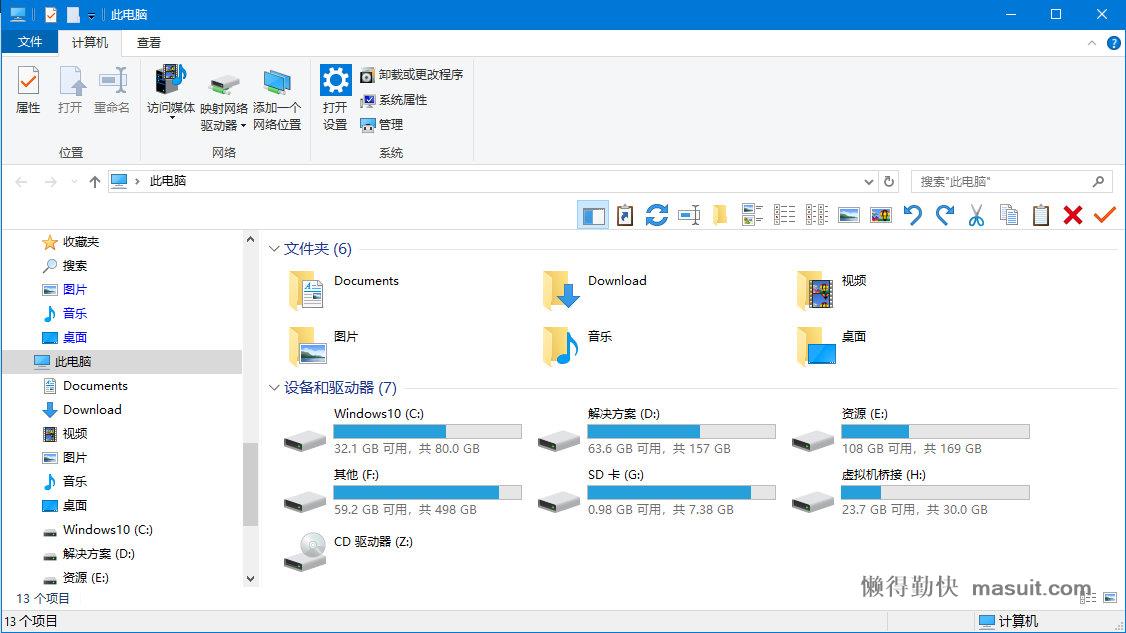 此电脑
文件 计算机 查看
属性 打开 重命名
访问媒体 映射网络驱动器 添加一个网络位置
打开设置
卸载或更改程序
系统属性
管理
位置 网络 系统
此电脑
搜索"此电脑"
收藏夹
搜索
图片
音乐
桌面
此电脑
Documents
Download
视频
图片
音乐
桌面
Windows10 (C:)
解决方案 (D:)
资源 (E:)
13 个项目
文件夹 (6)
Documents
Download
视频
图片
音乐
桌面
设备和驱动器 (7)
Windows10 (C:)
32.1 GB 可用，共 80.0 GB
解决方案 (D:)
63.6 GB 可用，共 157 GB
资源 (E:)
108 GB 可用，共 169 GB
其他 (F:)
59.2 GB 可用，共 498 GB
SD 卡 (G:)
0.98 GB 可用，共 7.38 GB
虚拟机桥接 (H:)
23.7 GB 可用，共 30.0 GB
CD 驱动器 (Z:)
懒得勤快 masuit.com
13 个项目
计算机